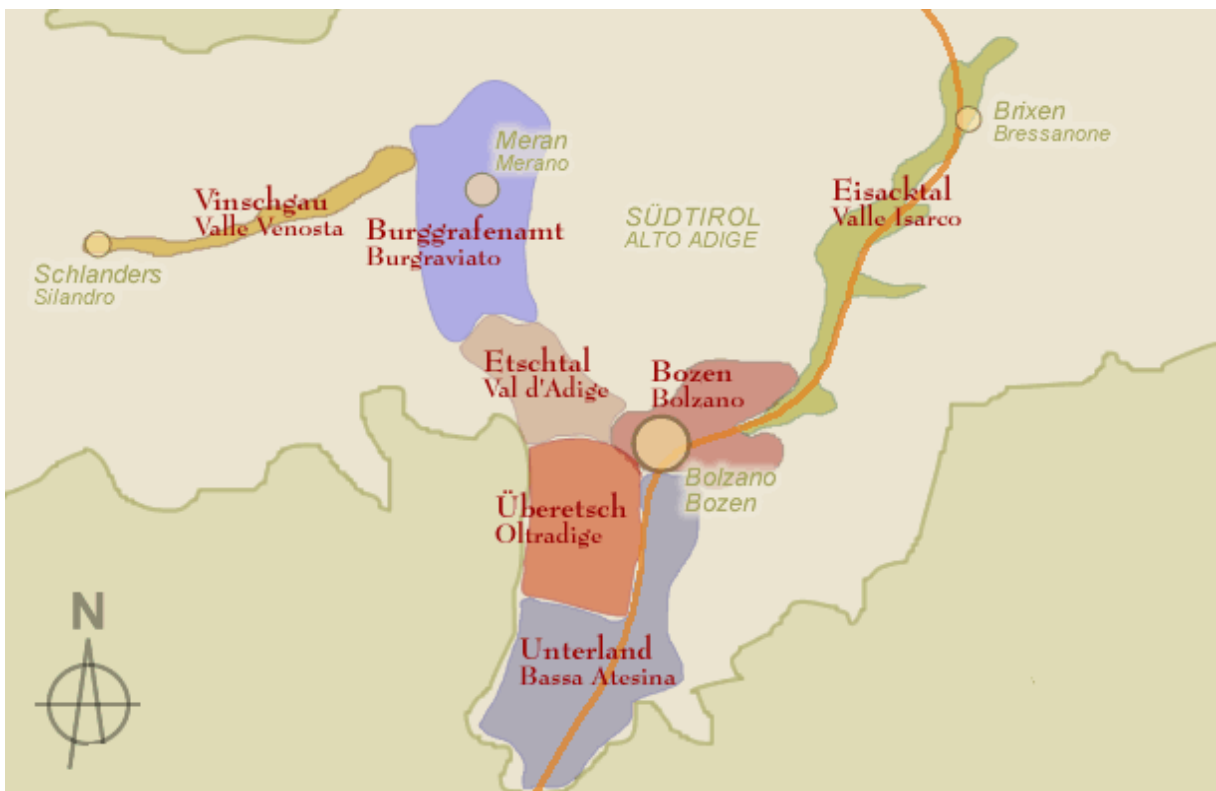 Meran
Merano
Brixen
Bressanone
Vinschgau
Valle Venosta
Eisacktal
Valle Isarco
SÜDTIROL
ALTO ADIGE
Burggrafenamt
Burgraviato
Schlanders
Silandro
Etschtal
Val d'Adige
Bozen
Bolzano
Bolzano
Bozen
Überetsch
Oltradige
N
Unterland
Bassa Atesina